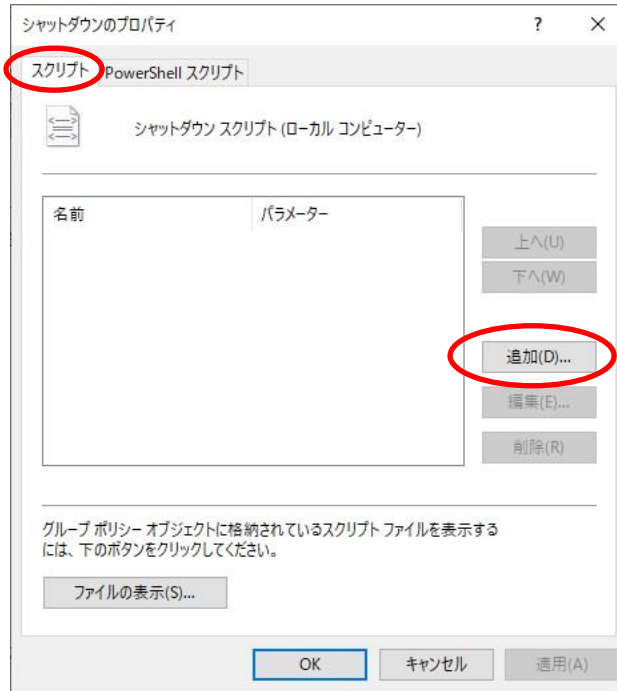 シャットダウンのプロパティ ? ×
スクリプト PowerShell スクリプト
シャットダウン スクリプト (ローカル コンピューター)
名前 パラメーター
上へ(U)
下へ(W)
追加(D)...
編集(E)...
削除(R)
グループ ポリシー オブジェクトに格納されているスクリプト ファイルを表示する
には、下のボタンをクリックしてください。
ファイルの表示(S)...
OK キャンセル 適用(A)